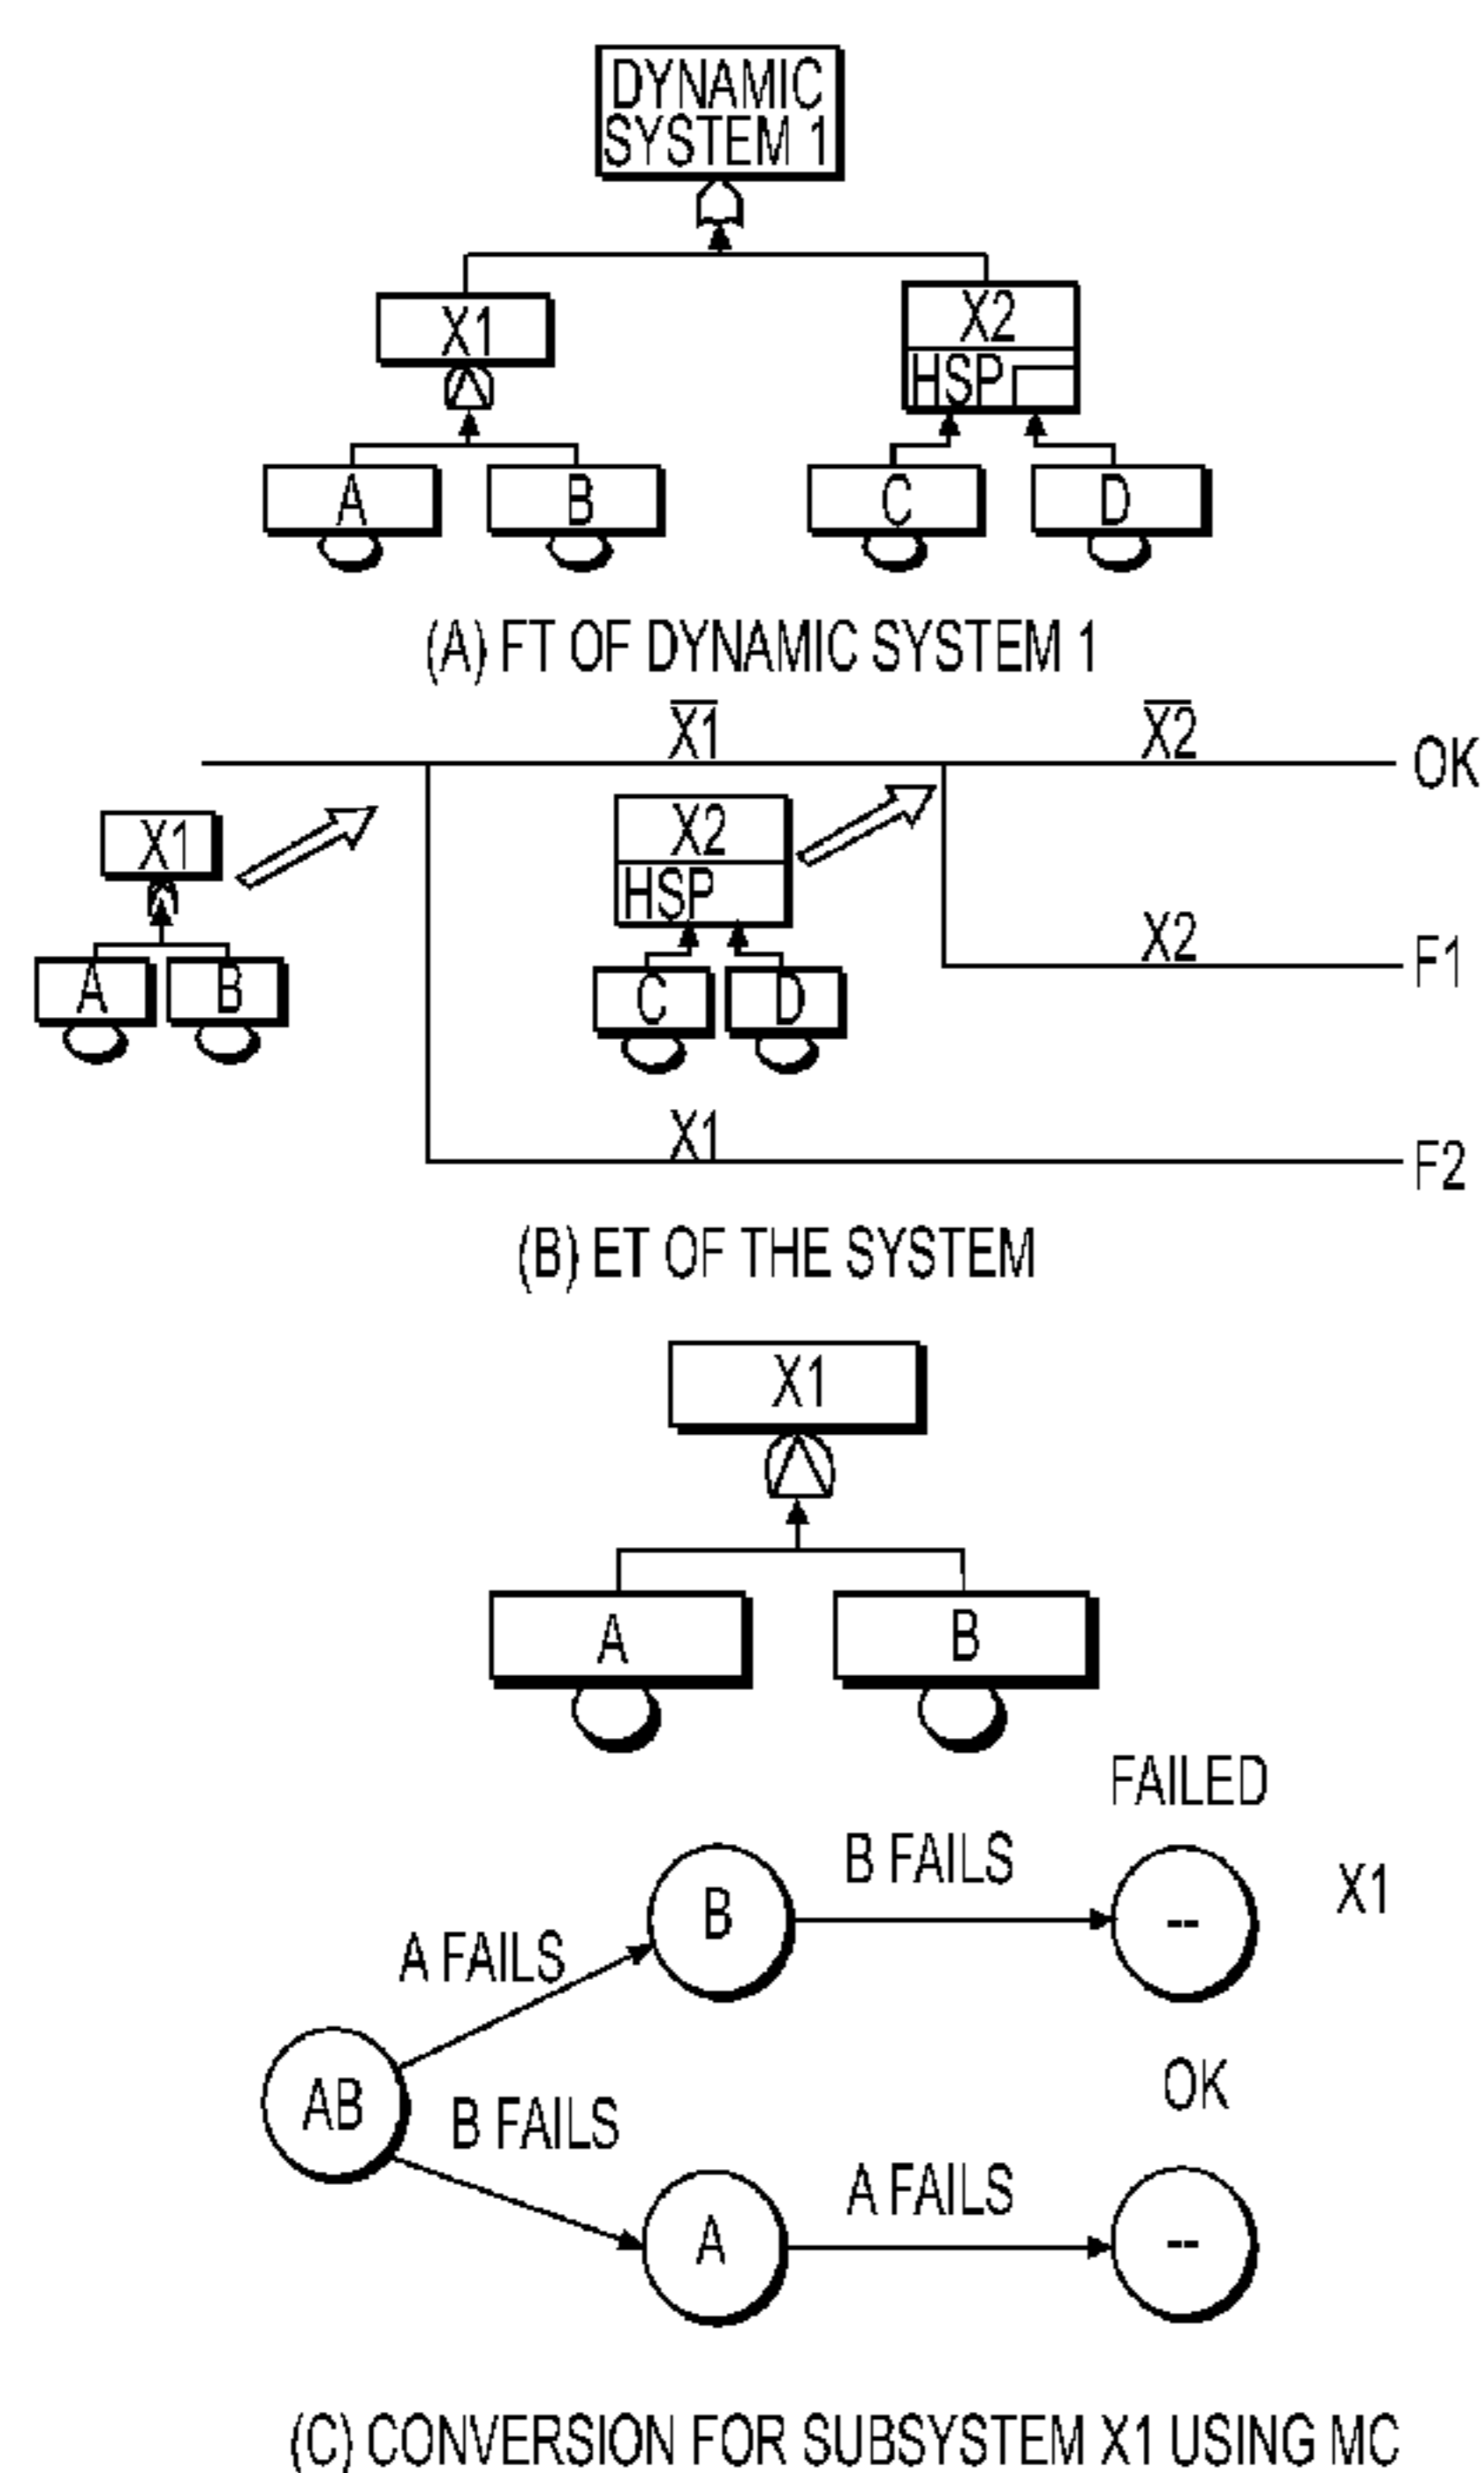 DYNAMIC
SYSTEM 1
X1
X2
HSP
A
B
C
D
(A) FT OF DYNAMIC SYSTEM 1
X̅1̅
X̅2̅
OK
X1
X2
HSP
A
B
C
D
X2
F1
X1
F2
(B) ET OF THE SYSTEM
X1
A
B
FAILED
B FAILS
X1
B
--
A FAILS
AB
OK
B FAILS
A FAILS
A
--
(C) CONVERSION FOR SUBSYSTEM X1 USING MC